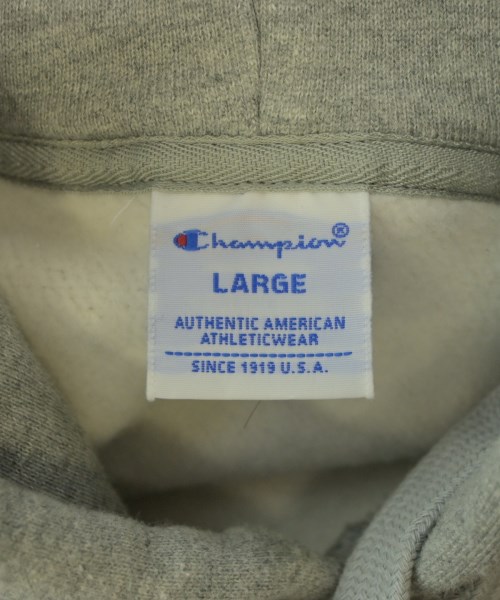 Champion®
LARGE
AUTHENTIC AMERICAN
ATHLETICWEAR
SINCE 1919 U.S.A.